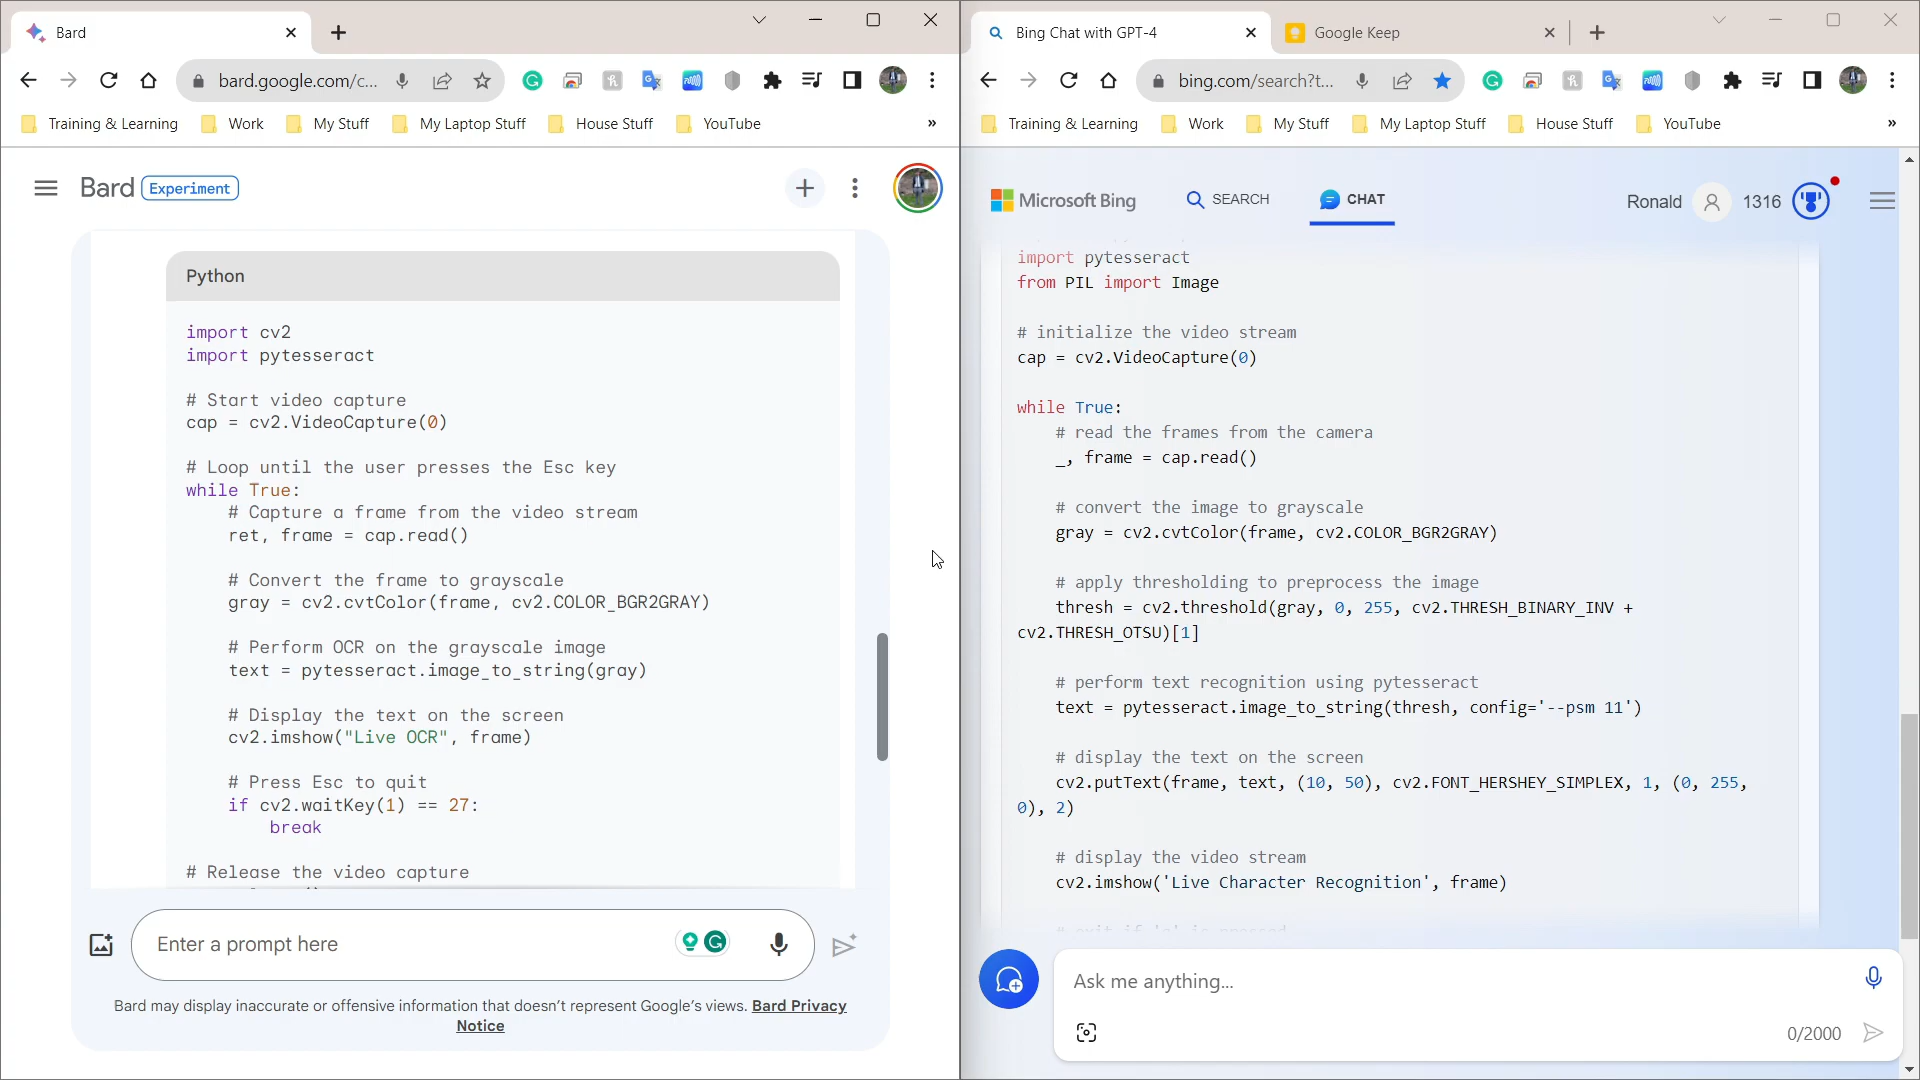 Bard
bard.google.com/c...
Training & Learning
Work
My Stuff
My Laptop Stuff
House Stuff
YouTube
»
Bard
Experiment
Python
import cv2
import pytesseract
# Start video capture
cap = cv2.VideoCapture(0)
# Loop until the user presses the Esc key
while True:
# Capture a frame from the video stream
ret, frame = cap.read()
# Convert the frame to grayscale
gray = cv2.cvtColor(frame, cv2.COLOR_BGR2GRAY)
# Perform OCR on the grayscale image
text = pytesseract.image_to_string(gray)
# Display the text on the screen
cv2.imshow("Live OCR", frame)
# Press Esc to quit
if cv2.waitKey(1) == 27:
break
# Release the video capture
Enter a prompt here
Bard may display inaccurate or offensive information that doesn't represent Google's views. Bard Privacy
Notice
Bing Chat with GPT-4
Google Keep
bing.com/search?t...
Training & Learning
Work
My Stuff
My Laptop Stuff
House Stuff
YouTube
»
Microsoft Bing
SEARCH
CHAT
Ronald
1316
import pytesseract
from PIL import Image
# initialize the video stream
cap = cv2.VideoCapture(0)
while True:
# read the frames from the camera
_, frame = cap.read()
# convert the image to grayscale
gray = cv2.cvtColor(frame, cv2.COLOR_BGR2GRAY)
# apply thresholding to preprocess the image
thresh = cv2.threshold(gray, 0, 255, cv2.THRESH_BINARY_INV +
cv2.THRESH_OTSU)[1]
# perform text recognition using pytesseract
text = pytesseract.image_to_string(thresh, config='--psm 11')
# display the text on the screen
cv2.putText(frame, text, (10, 50), cv2.FONT_HERSHEY_SIMPLEX, 1, (0, 255,
0), 2)
# display the video stream
cv2.imshow('Live Character Recognition', frame)
# exit if 'q' is pressed
Ask me anything...
0/2000